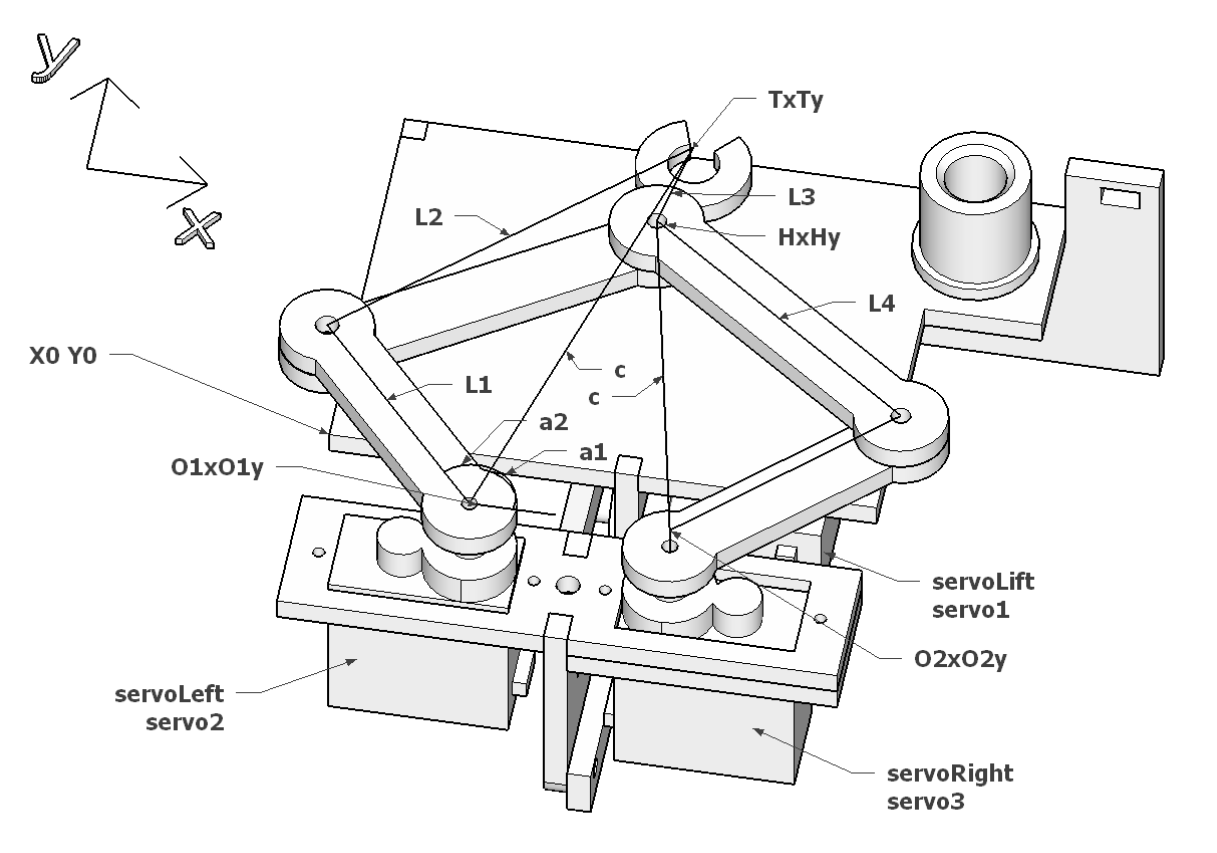 y
TxTy
L3
L2
x
HxHy
L4
X0 Y0
c
L1
c
a2
a1
O1xO1y
servoLift
servo1
O2xO2y
servoLeft
servo2
servoRight
servo3